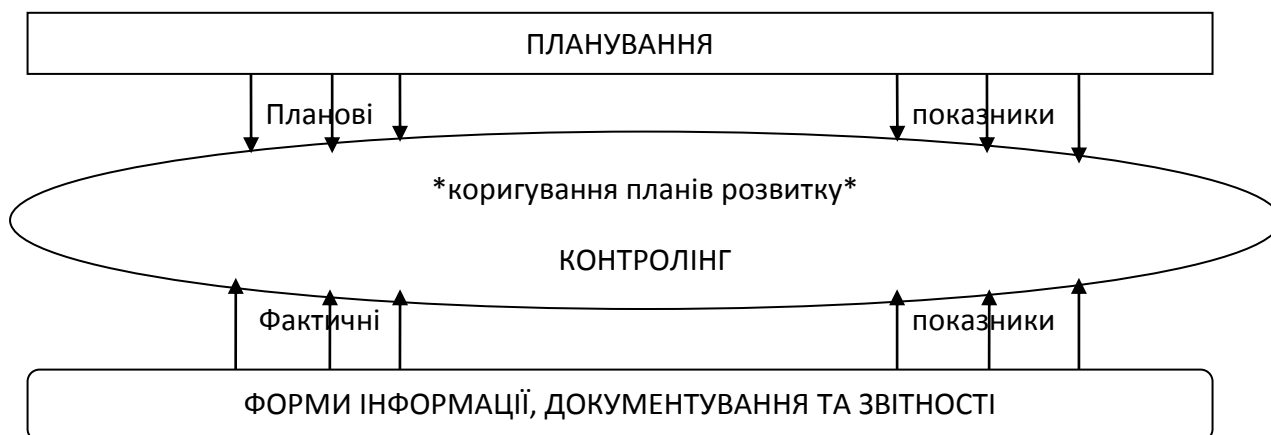 ПЛАНУВАННЯ
Планові показники
*коригування планів розвитку*
КОНТРОЛІНГ
Фактичні показники
ФОРМИ ІНФОРМАЦІЇ, ДОКУМЕНТУВАННЯ ТА ЗВІТНОСТІ